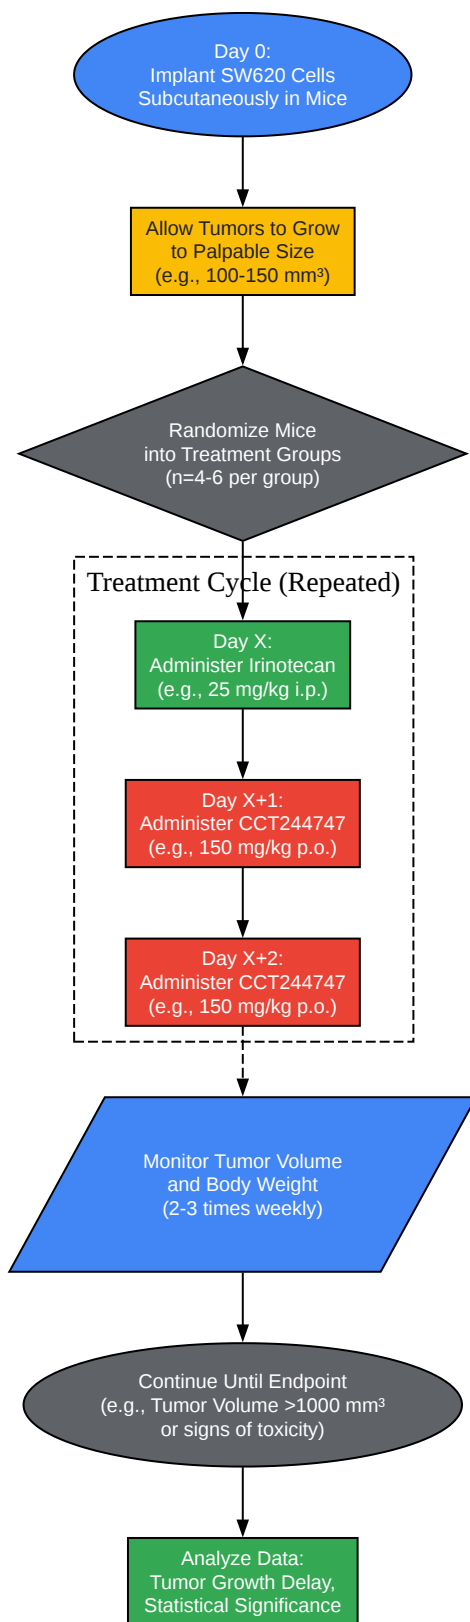 Day 0:
Implant SW620 Cells
Subcutaneously in Mice
Allow Tumors to Grow
to Palpable Size
(e.g., 100-150 mm³)
Randomize Mice
into Treatment Groups
(n=4-6 per group)
Treatment Cycle (Repeated)
Day X:
Administer Irinotecan
(e.g., 25 mg/kg i.p.)
Day X+1:
Administer CCT244747
(e.g., 150 mg/kg p.o.)
Day X+2:
Administer CCT244747
(e.g., 150 mg/kg p.o.)
Monitor Tumor Volume
and Body Weight
(2-3 times weekly)
Continue Until Endpoint
(e.g., Tumor Volume >1000 mm³
or signs of toxicity)
Analyze Data:
Tumor Growth Delay,
Statistical Significance